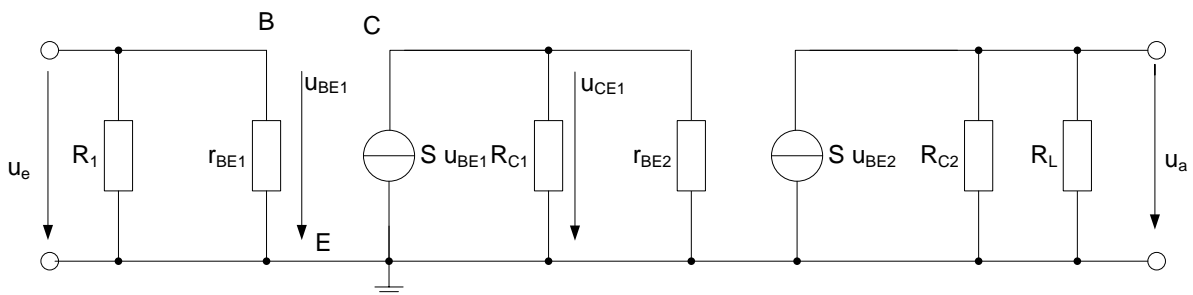 B
C
u_BE1
u_CE1
u_e
R_1
r_BE1
S u_BE1
R_C1
r_BE2
S u_BE2
R_C2
R_L
u_a
E